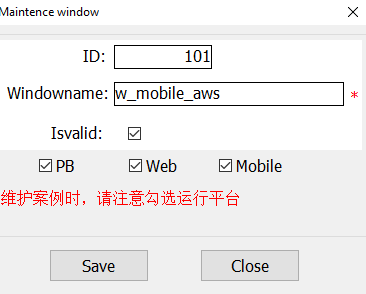 Maintence window
ID: 101
Windowname: w_mobile_aws *
Isvalid:
PB Web Mobile
维护案例时，请注意勾选运行平台
Save Close